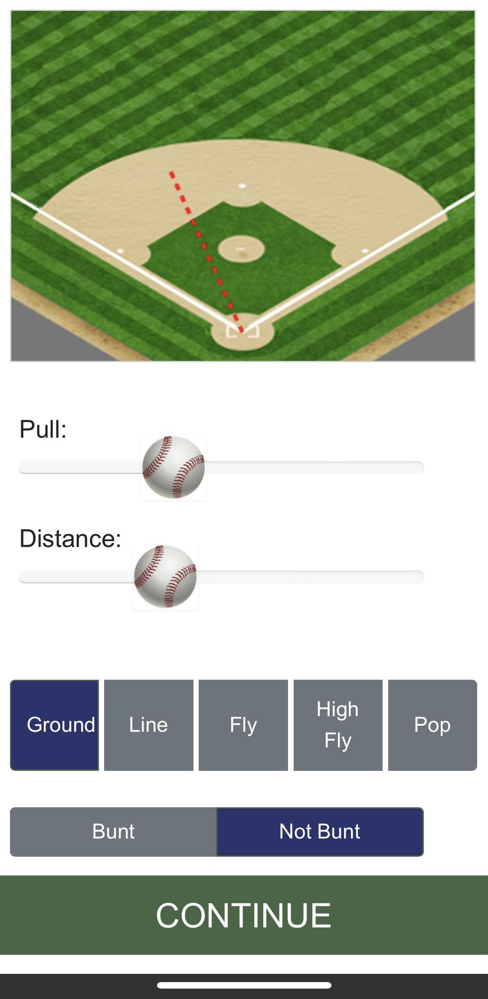 Pull:
Distance:
Ground
Line
Fly
High
Fly
Pop
Bunt
Not Bunt
CONTINUE